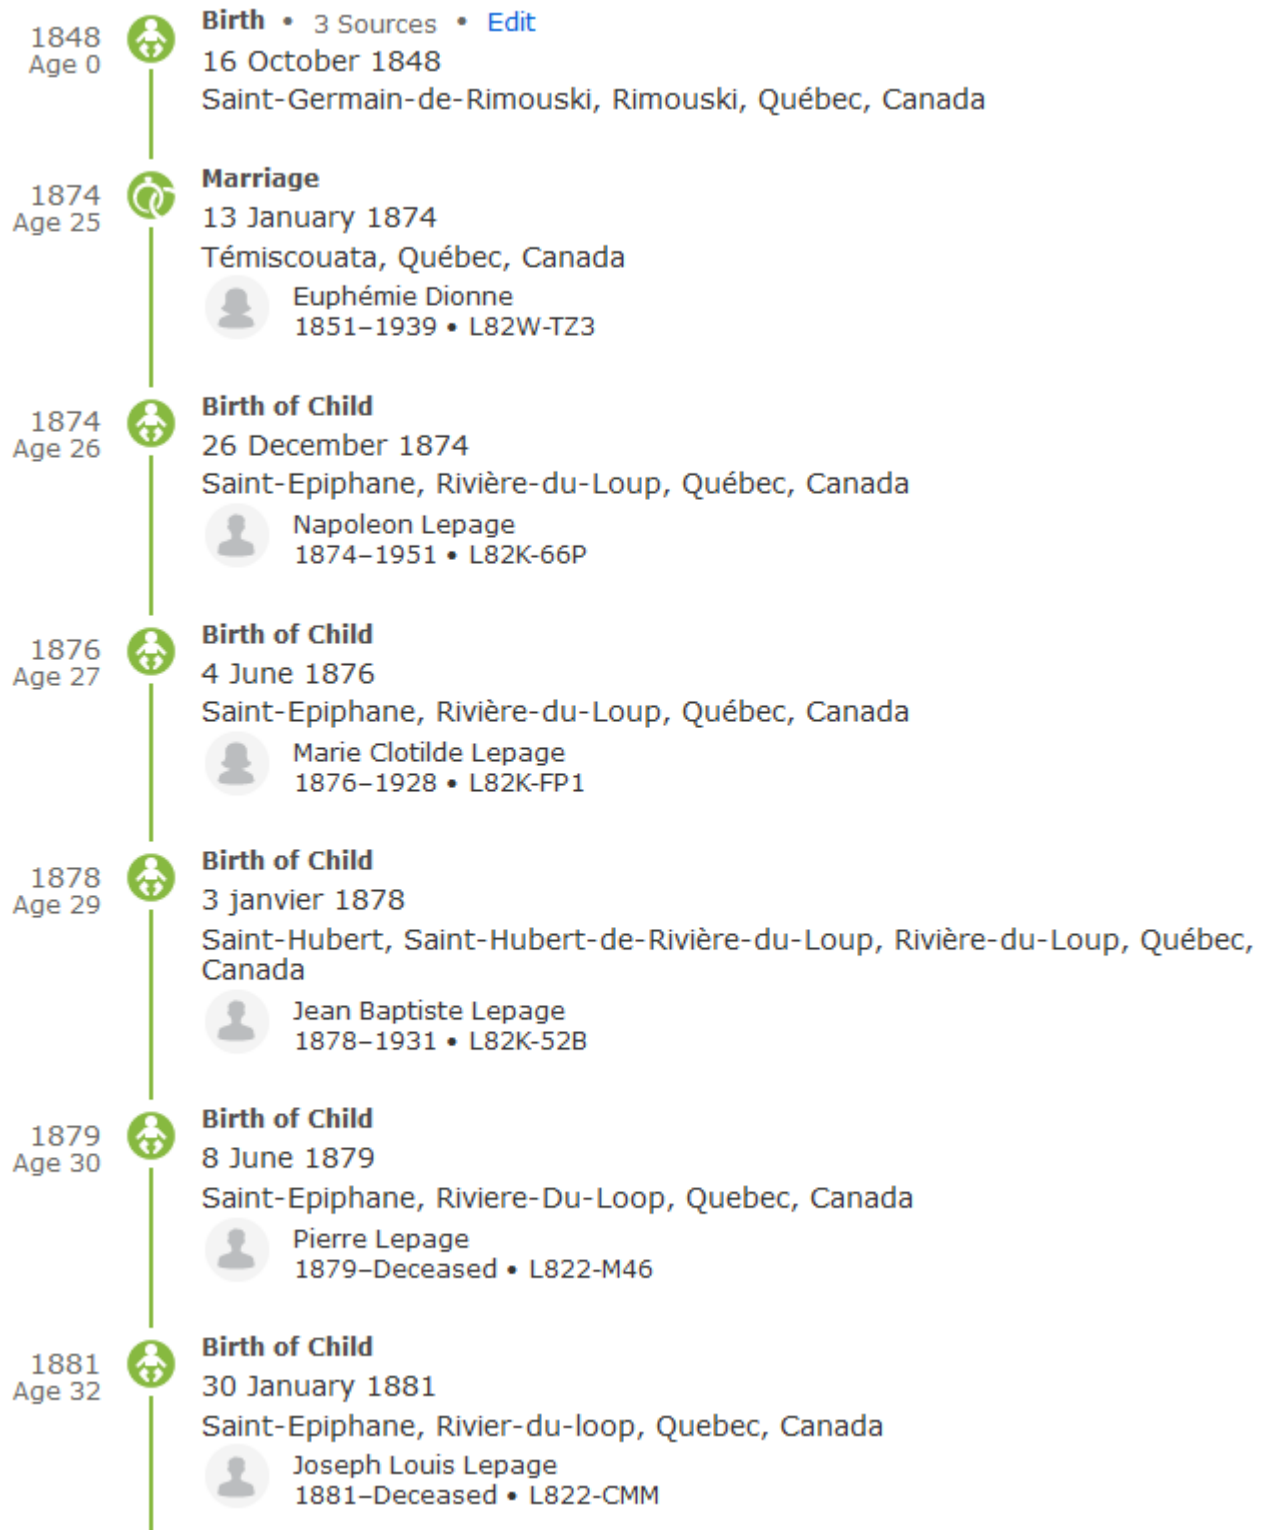 1848
Age 0
Birth • 3 Sources • Edit
16 October 1848
Saint-Germain-de-Rimouski, Rimouski, Québec, Canada
1874
Age 25
Marriage
13 January 1874
Témiscouata, Québec, Canada
Euphémie Dionne
1851–1939 • L82W-TZ3
1874
Age 26
Birth of Child
26 December 1874
Saint-Epiphane, Rivière-du-Loup, Québec, Canada
Napoleon Lepage
1874–1951 • L82K-66P
1876
Age 27
Birth of Child
4 June 1876
Saint-Epiphane, Rivière-du-Loup, Québec, Canada
Marie Clotilde Lepage
1876–1928 • L82K-FP1
1878
Age 29
Birth of Child
3 janvier 1878
Saint-Hubert, Saint-Hubert-de-Rivière-du-Loup, Rivière-du-Loup, Québec,
Canada
Jean Baptiste Lepage
1878–1931 • L82K-52B
1879
Age 30
Birth of Child
8 June 1879
Saint-Epiphane, Riviere-Du-Loop, Quebec, Canada
Pierre Lepage
1879–Deceased • L822-M46
1881
Age 32
Birth of Child
30 January 1881
Saint-Epiphane, Rivier-du-loop, Quebec, Canada
Joseph Louis Lepage
1881–Deceased • L822-CMM